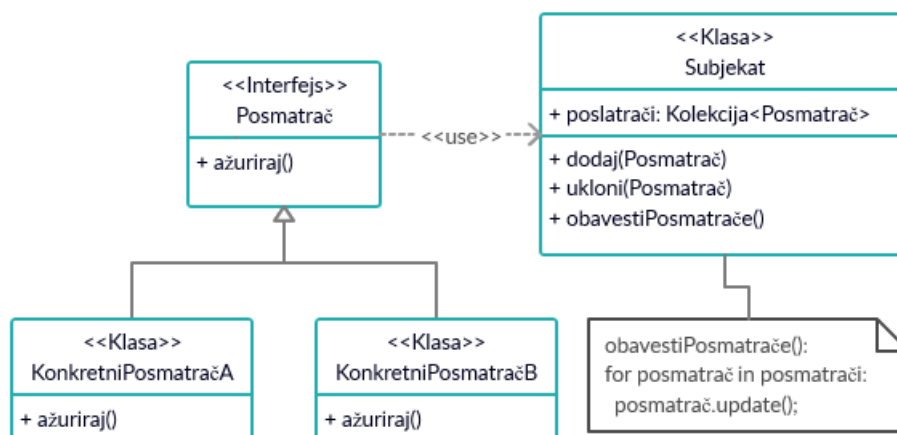 <<Interfejs>>
Posmatrač
+ ažuriraj()
<<use>>
<<Klasa>>
Subjekat
+ poslatrači: Kolekcija<Posmatrač>
+ dodaj(Posmatrač)
+ ukloni(Posmatrač)
+ obavestiPosmatrače()
<<Klasa>>
KonkretniPosmatračA
+ ažuriraj()
<<Klasa>>
KonkretniPosmatračB
+ ažuriraj()
obavestiPosmatrače():
for posmatrač in posmatrači:
posmatrač.update();